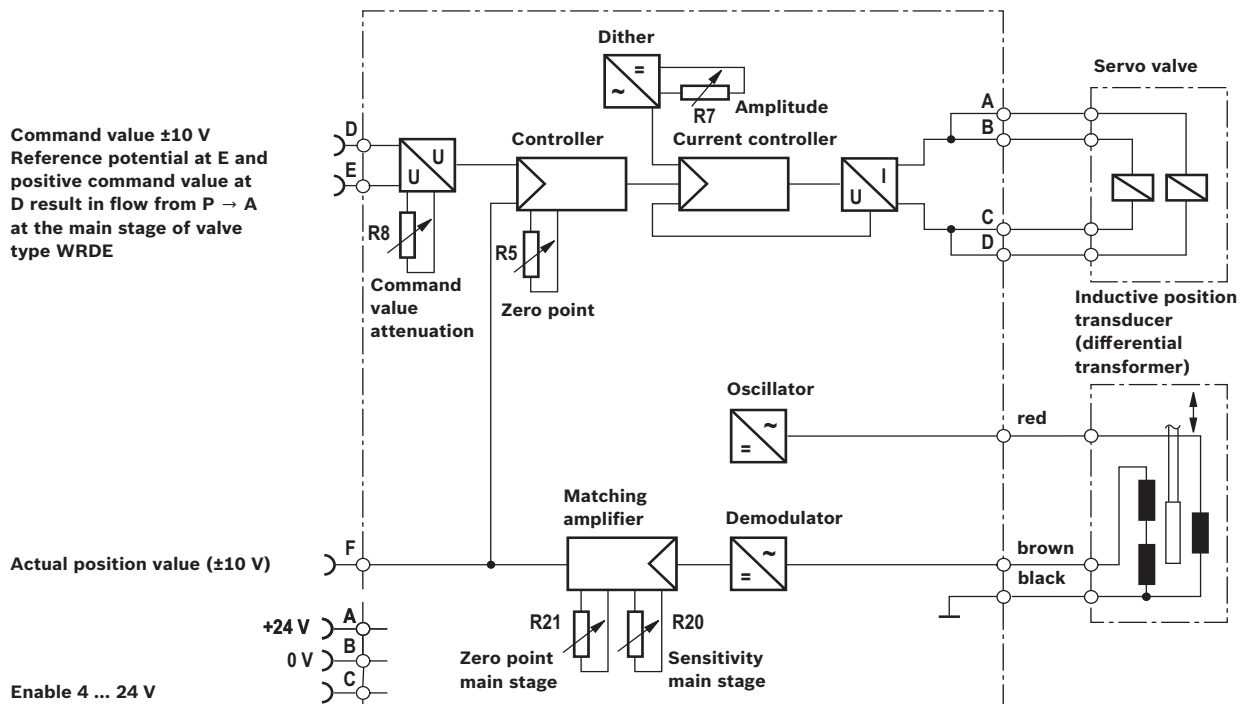 Dither
=
~
R7
Amplitude
Servo valve
Command value ±10 V
Reference potential at E and
positive command value at
D result in flow from P → A
at the main stage of valve
type WRDE
D
E
U
U
R8
Command
value
attenuation
Controller
R5
Zero point
Current controller
I
U
A
B
C
D
Inductive position
transducer
(differential
transformer)
Oscillator
~
=
red
Matching
amplifier
Demodulator
~
=
brown
black
Actual position value (±10 V)
F
R21
Zero point
main stage
R20
Sensitivity
main stage
+24 V
A
0 V
B
Enable 4 ... 24 V
C